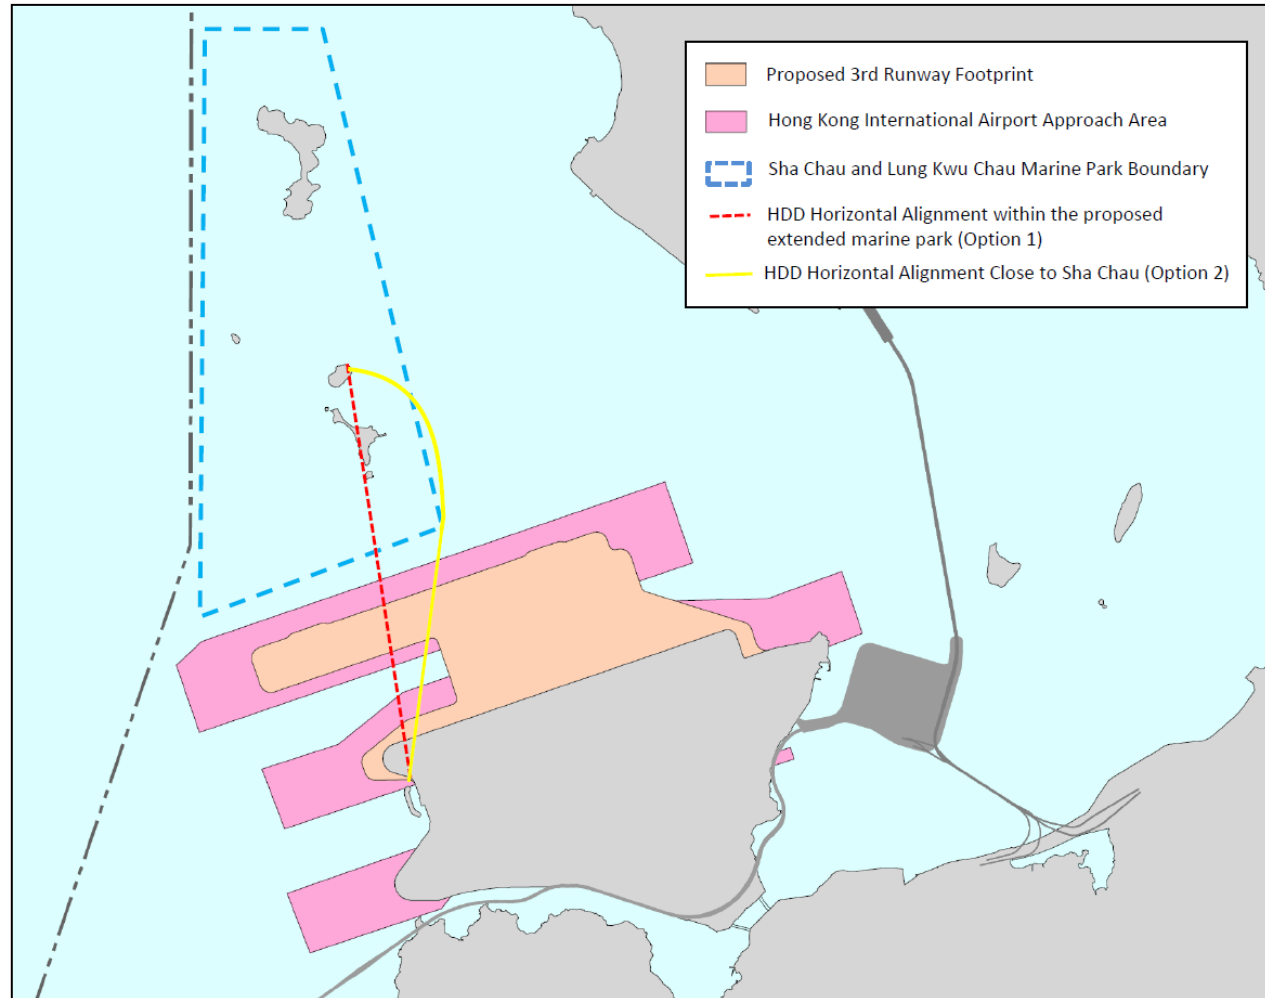 Proposed 3rd Runway Footprint
Hong Kong International Airport Approach Area
Sha Chau and Lung Kwu Chau Marine Park Boundary
HDD Horizontal Alignment within the proposed
extended marine park (Option 1)
HDD Horizontal Alignment Close to Sha Chau (Option 2)